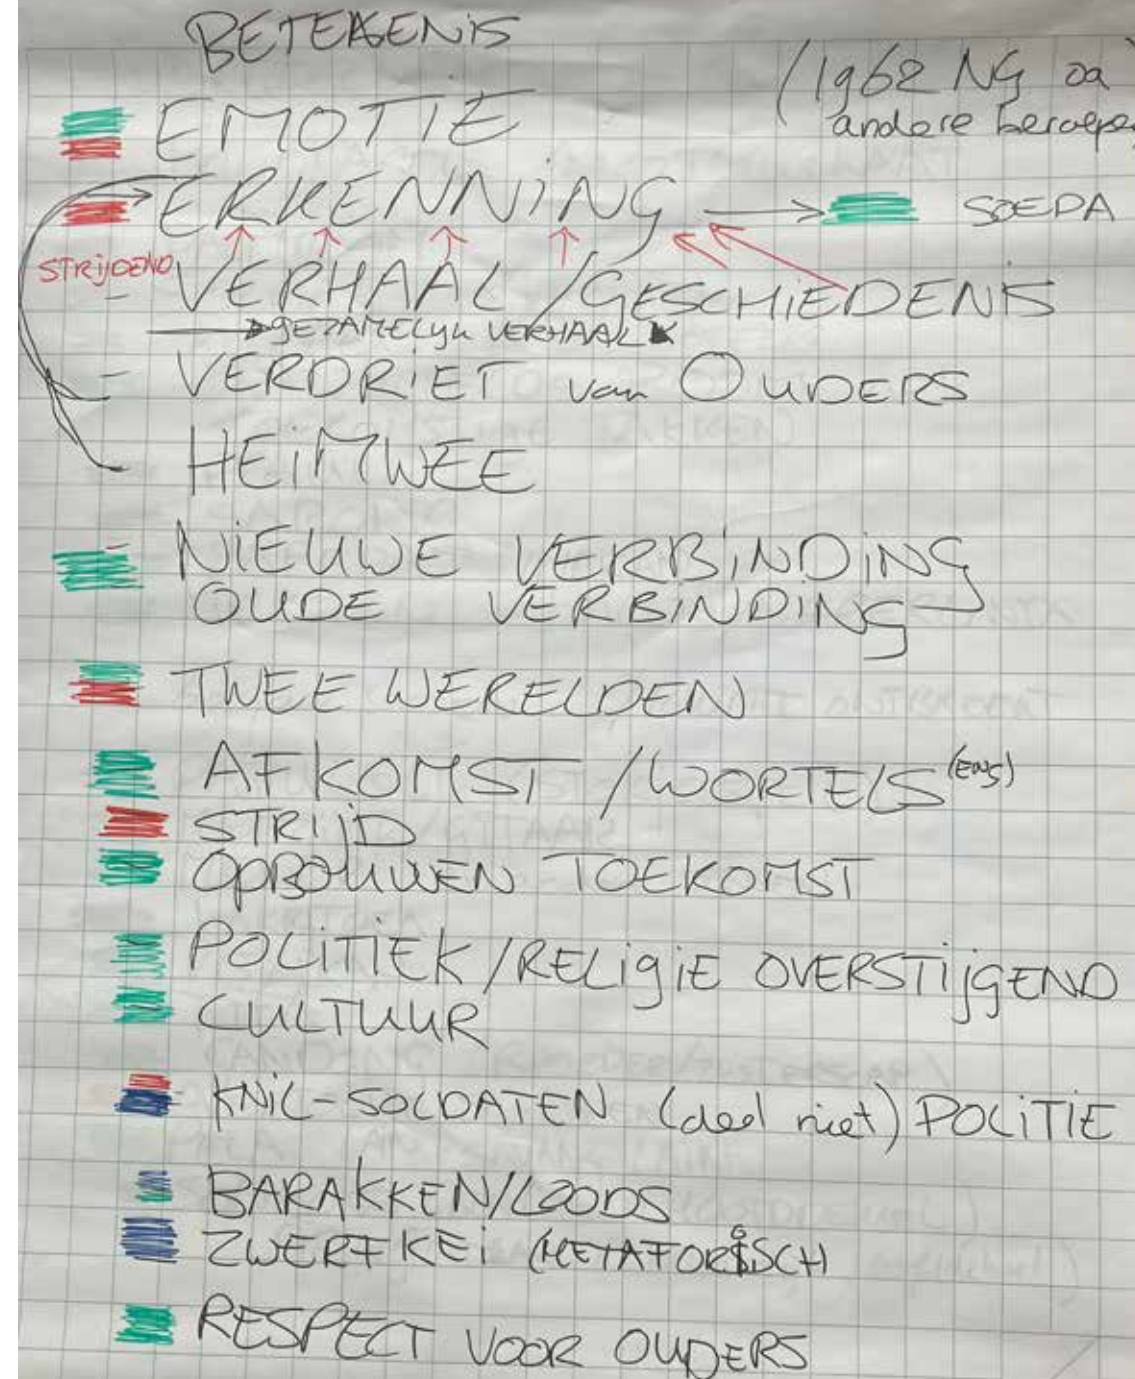 BETEKENIS
(1962 NG oa
andere beroepen
EMOTIE
ERKENNING → SOEDA
STRIJDEND
- VERHAAL / GESCHIEDENIS
GEZAMELIJK VERHAAL
- VERDRIET van OUDERS
- HEIMWEE
- NIEUWE VERBINDING
OUDE VERBINDING
TWEE WERELDEN
AFKOMST / WORTELS (ENS)
STRIJD
OPBOUWEN TOEKOMST
POLITIEK / RELIGIE OVERSTIJGEND
CULTUUR
KNIL-SOLDATEN (deel niet) POLITIE
BARAKKEN/LOODS
ZWERFKEI (METAFORISCH
RESPECT VOOR OUDERS